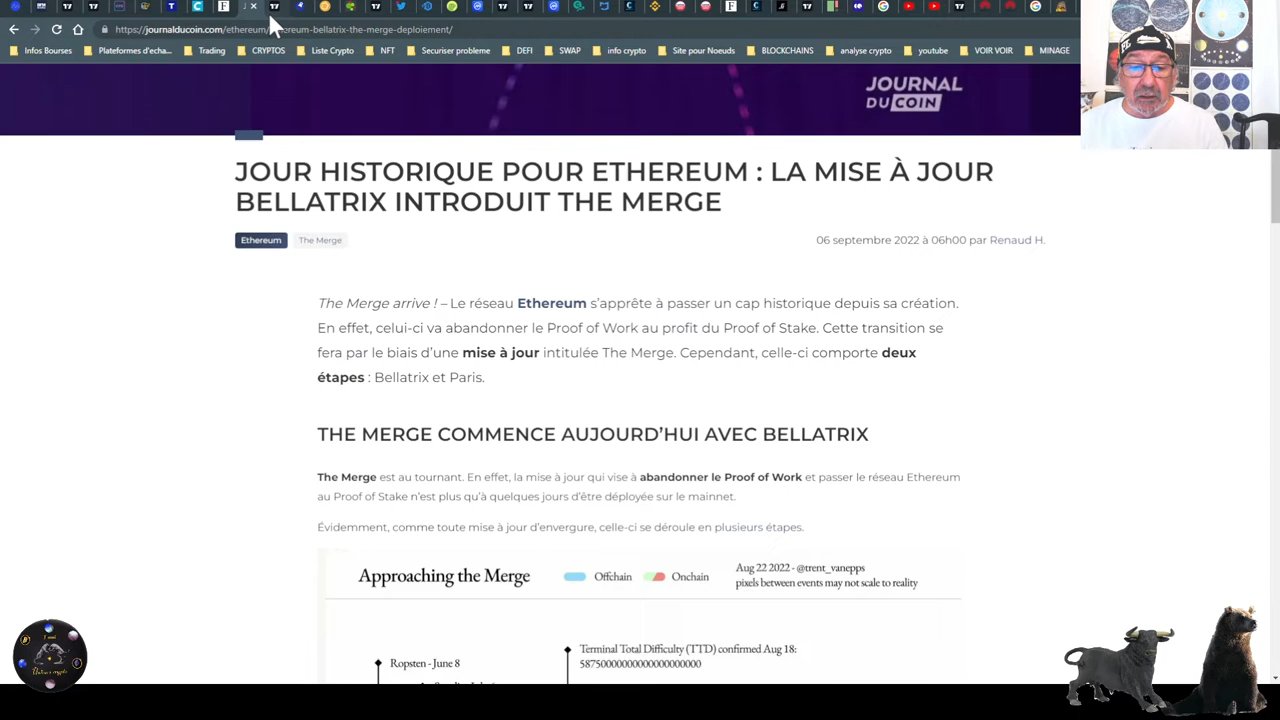 https://journalducoin.com/ethereum/
ereum-bellatrix-the-merge-deploiement/
Infos Bourses
Plateformes d'echa...
Trading
CRYPTOS
Liste Crypto
NFT
Securiser probleme
DEFI
SWAP
info crypto
Site pour Noeuds
BLOCKCHAINS
analyse crypto
youtube
VOIR VOIR
MINAGE
JOURNAL
DU COIN
JOUR HISTORIQUE POUR ETHEREUM : LA MISE À JOUR
BELLATRIX INTRODUIT THE MERGE
Ethereum
The Merge
06 septembre 2022 à 06h00 par Renaud H.
The Merge arrive ! – Le réseau Ethereum s'apprête à passer un cap historique depuis sa création.
En effet, celui-ci va abandonner le Proof of Work au profit du Proof of Stake. Cette transition se
fera par le biais d'une mise à jour intitulée The Merge. Cependant, celle-ci comporte deux
étapes : Bellatrix et Paris.
THE MERGE COMMENCE AUJOURD'HUI AVEC BELLATRIX
The Merge est au tournant. En effet, la mise à jour qui vise à abandonner le Proof of Work et passer le réseau Ethereum
au Proof of Stake n'est plus qu'à quelques jours d'être déployée sur le mainnet.
Évidemment, comme toute mise à jour d'envergure, celle-ci se déroule en plusieurs étapes.
Approaching the Merge
Offchain
Onchain
Aug 22 2022 - @trent_vanepps
pixels between events may not scale to reality
Terminal Total Difficulty (TTD) confirmed Aug 18:
58750000000000000000000
Ropsten - June 8